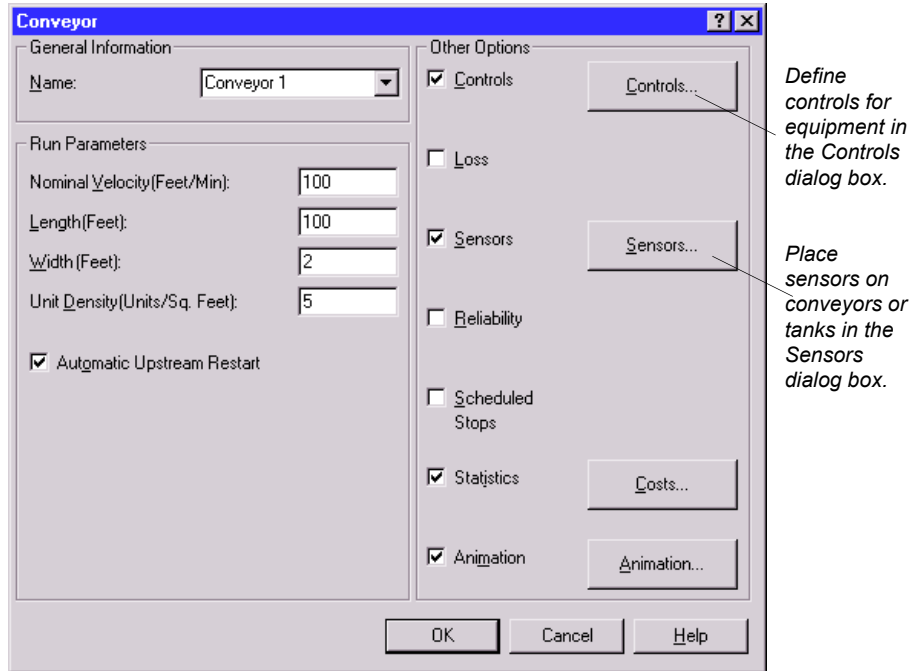 Conveyor
General Information
Name:
Conveyor 1
Run Parameters
Nominal Velocity(Feet/Min):
100
Length(Feet):
100
Width (Feet):
2
Unit Density(Units/Sq. Feet):
5
Automatic Upstream Restart
Other Options
Controls
Controls...
Loss
Sensors
Sensors...
Reliability
Scheduled
Stops
Statistics
Costs...
Animation
Animation...
OK
Cancel
Help
Define
controls for
equipment in
the Controls
dialog box.
Place
sensors on
conveyors or
tanks in the
Sensors
dialog box.